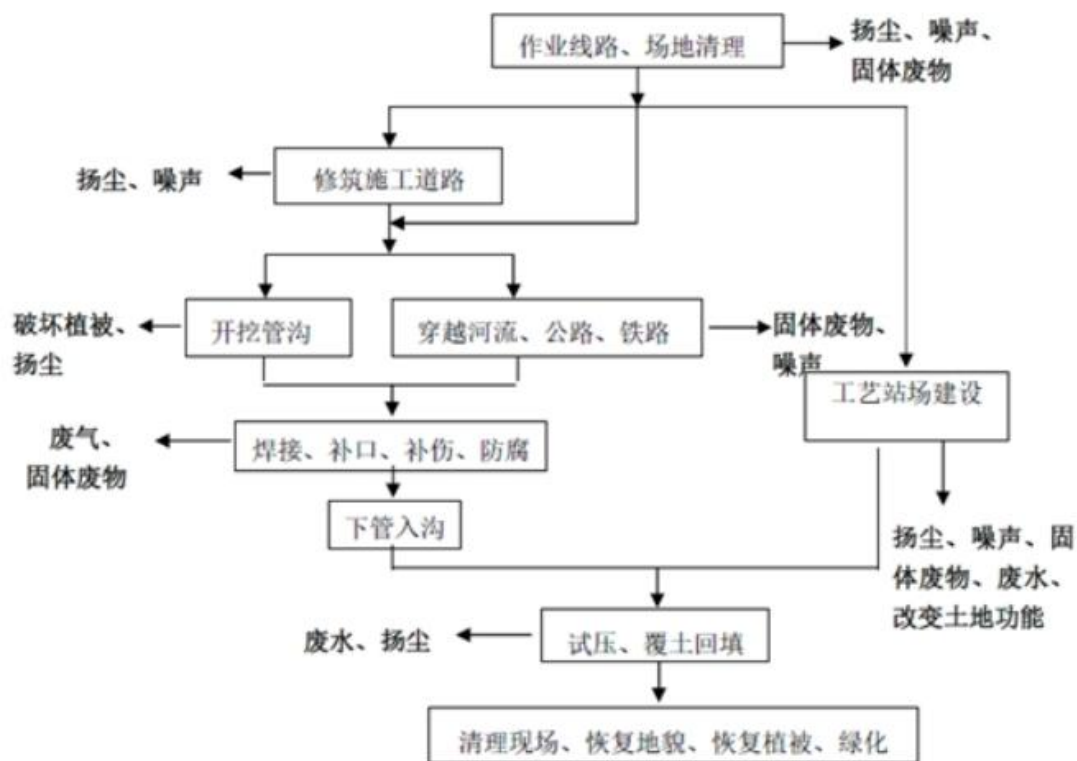 作业线路、场地清理
扬尘、噪声、
固体废物
扬尘、噪声
修筑施工道路
破坏植被、
扬尘
开挖管沟
穿越河流、公路、铁路
固体废物、
噪声
工艺站场建设
废气、
固体废物
焊接、补口、补伤、防腐
下管入沟
扬尘、噪声、固
体废物、废水、
改变土地功能
废水、扬尘
试压、覆土回填
清理现场、恢复地貌、恢复植被、绿化